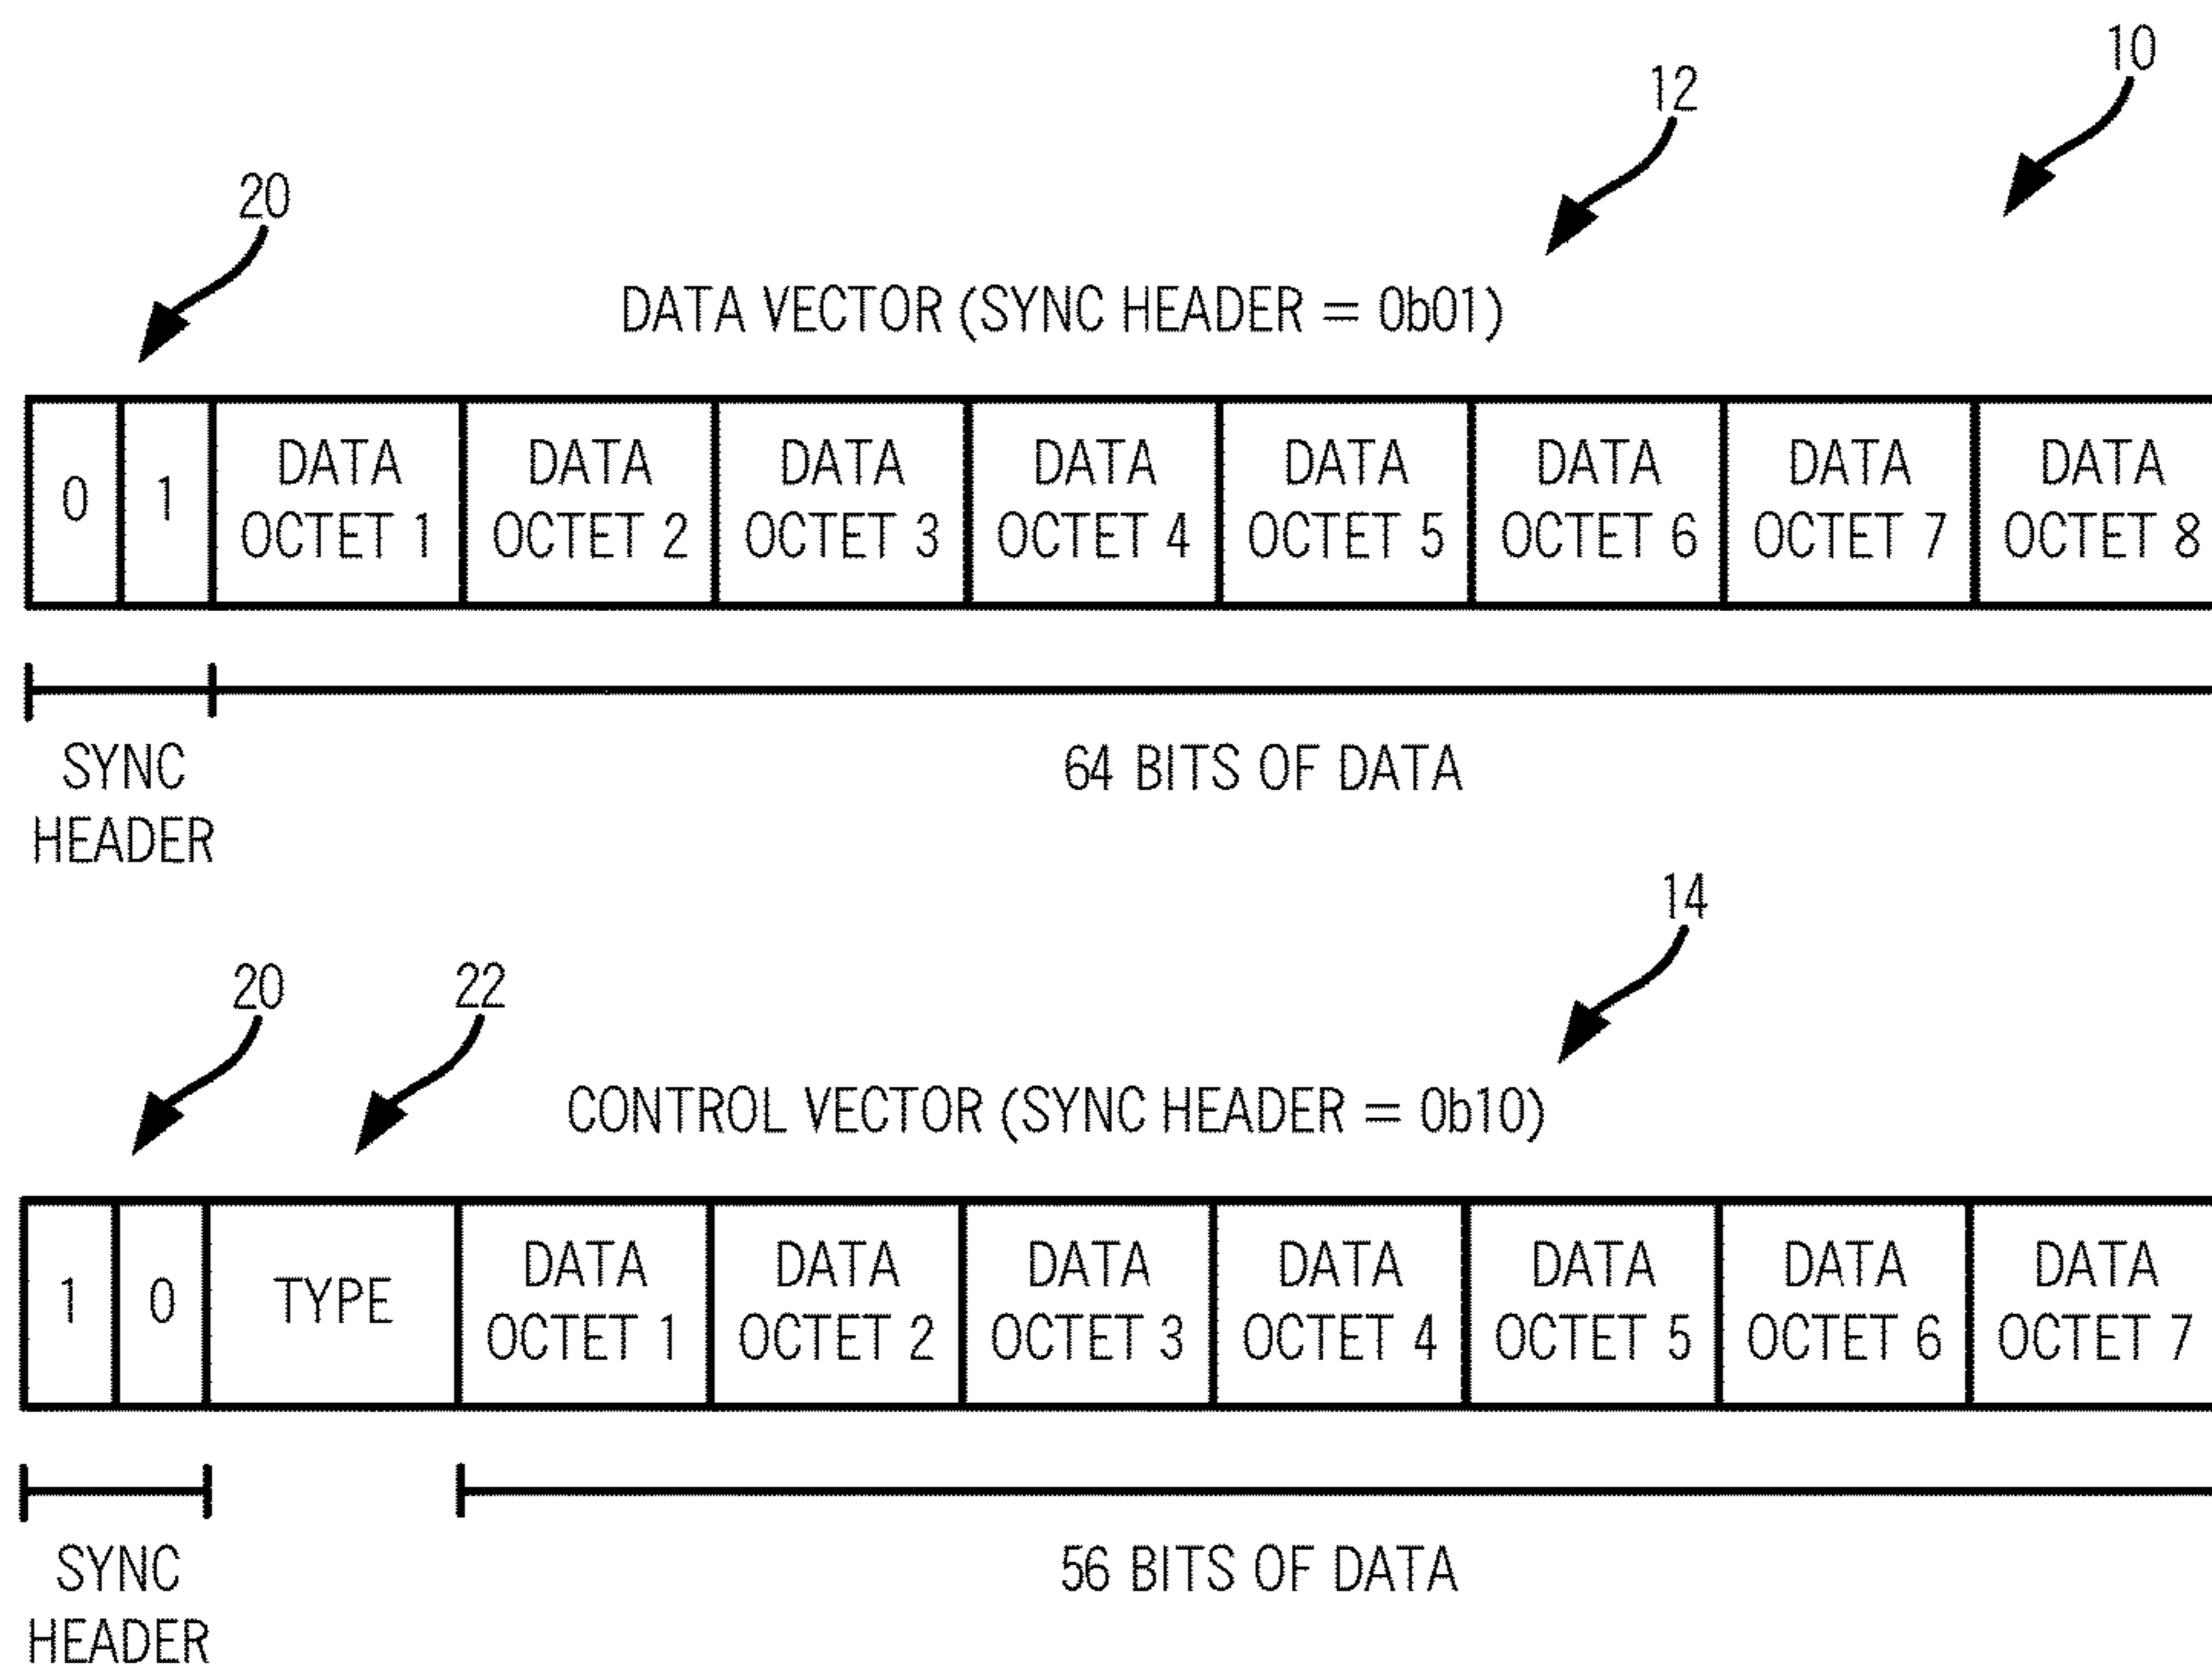 10
12
20
DATA VECTOR (SYNC HEADER = 0b01)
0 1 DATA OCTET 1 DATA OCTET 2 DATA OCTET 3 DATA OCTET 4 DATA OCTET 5 DATA OCTET 6 DATA OCTET 7 DATA OCTET 8
SYNC HEADER
64 BITS OF DATA
14
20 22
CONTROL VECTOR (SYNC HEADER = 0b10)
1 0 TYPE DATA OCTET 1 DATA OCTET 2 DATA OCTET 3 DATA OCTET 4 DATA OCTET 5 DATA OCTET 6 DATA OCTET 7
SYNC HEADER
56 BITS OF DATA